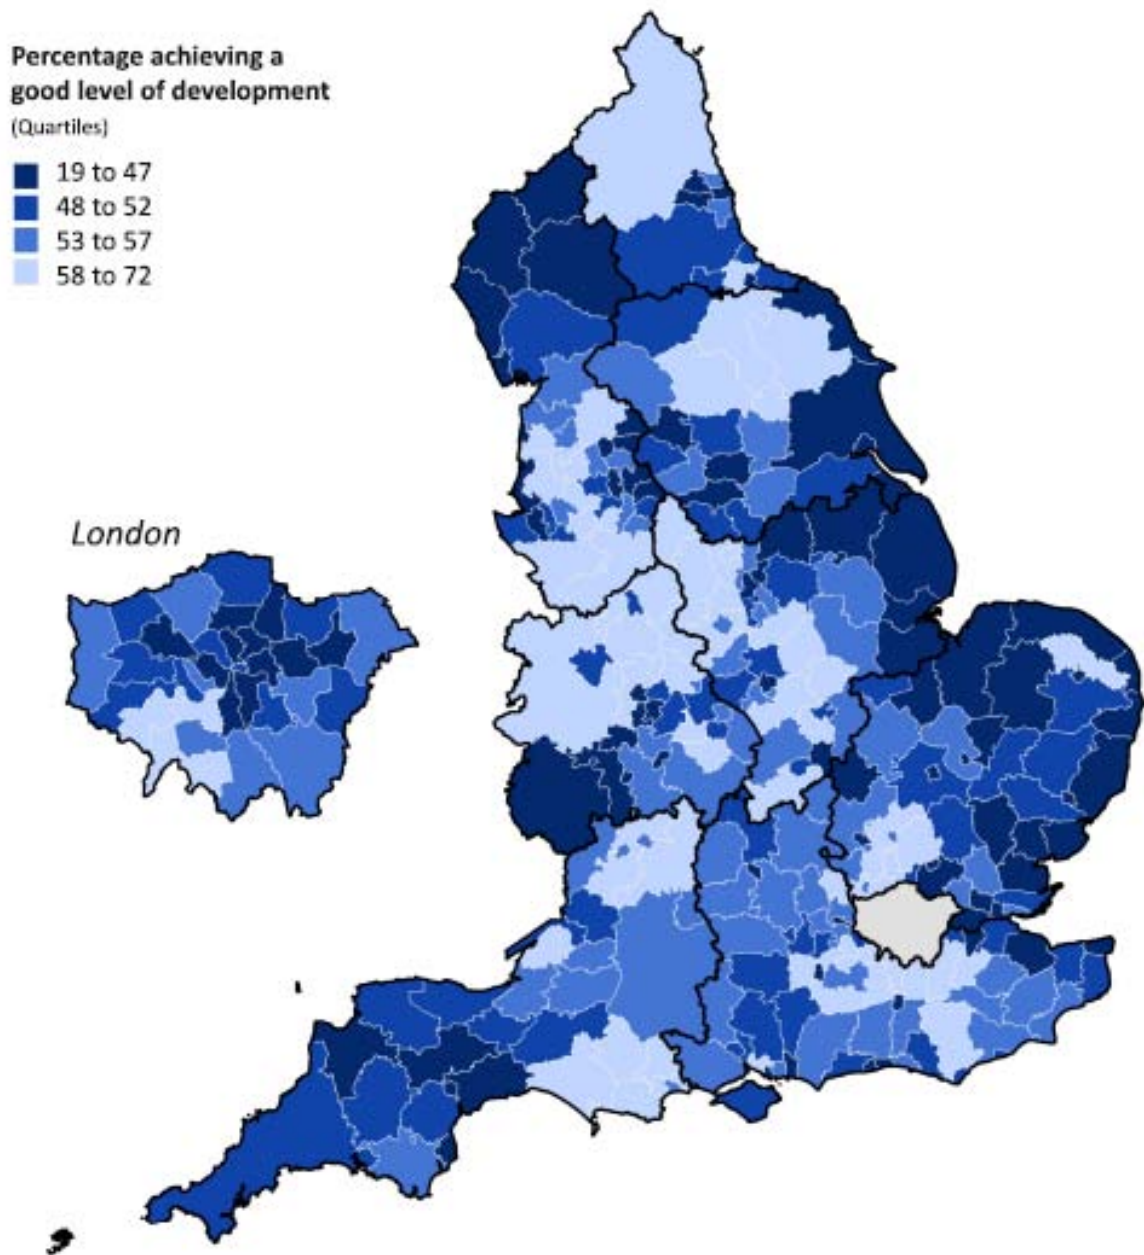 Percentage achieving a
good level of development
(Quartiles)
19 to 47
48 to 52
53 to 57
58 to 72
London